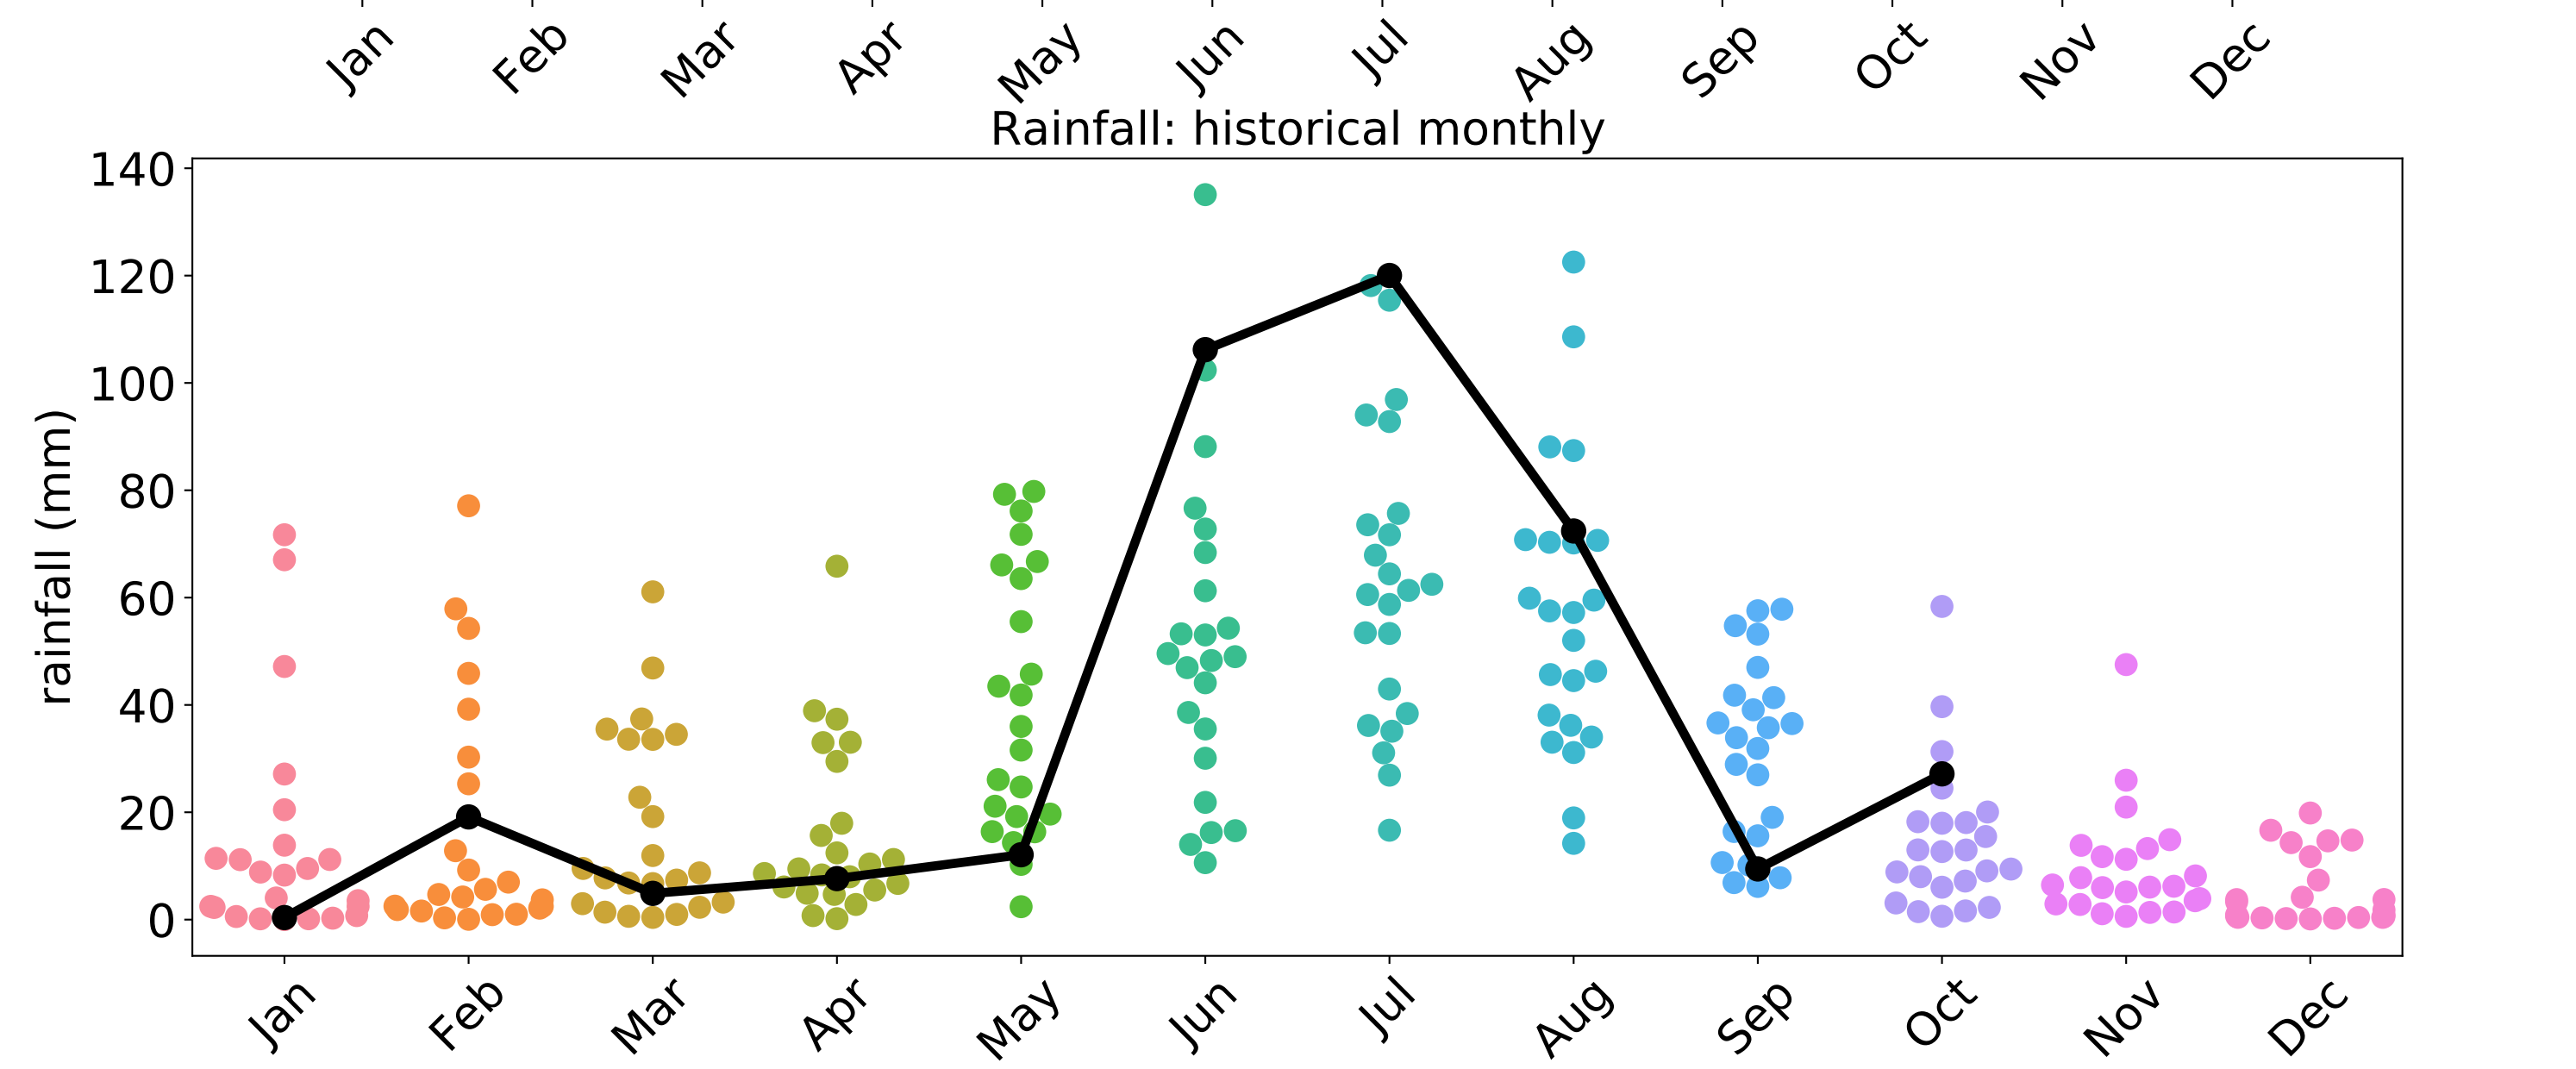 Jan Feb Mar Apr May Jun Jul Aug Sep Oct Nov Dec
Rainfall: historical monthly
140
120
100
80
60
40
20
0
rainfall (mm)
Jan Feb Mar Apr May Jun Jul Aug Sep Oct Nov Dec